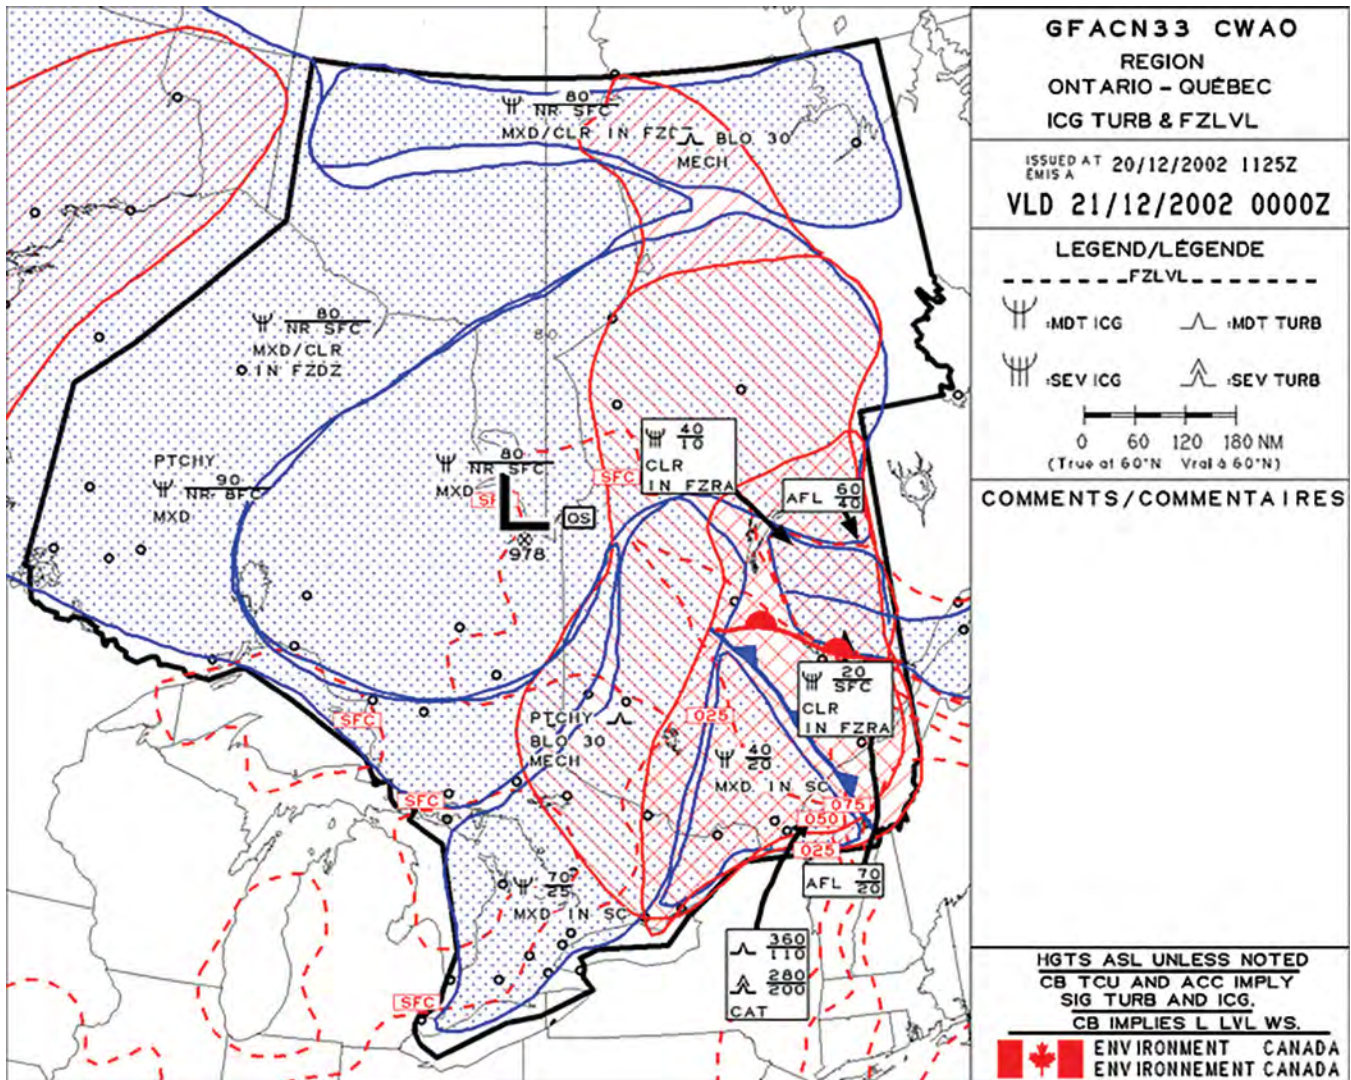 GFACN33 CWAO
REGION
ONTARIO - QUÉBEC
ICG TURB & FZLVL
ISSUED AT 20/12/2002 1125Z
ÉMIS A
VLD 21/12/2002 0000Z
LEGEND/LÉGENDE
FZLVL
:MDT ICG
:MDT TURB
:SEV ICG
:SEV TURB
0 60 120 180 NM
(True at 60°N Vrai à 60°N)
COMMENTS/COMMENTAIRES
HGTS ASL UNLESS NOTED
CB TCU AND ACC IMPLY
SIG TURB AND ICG.
CB IMPLIES L LVL WS.
ENVIRONMENT CANADA
ENVIRONNEMENT CANADA
80
NR SFC
MXD/CLR IN
BLO 30
MECH
80
NR SFC
MXD/CLR
IN FZDZ
80
PTCHY
90
NR SFC
MXD
80
NR SFC
MXD
QS
978
SFC
40
10
CLR
IN FZRA
AFL 60
40
20
SFC
CLR
IN FZRA
SFC
PTCHY
BLO 30
MECH
025
40
20
MXD IN SC
SFC
075
050
025
70
25
MXD IN SC
AFL 70
20
360
110
280
200
CAT
SFC